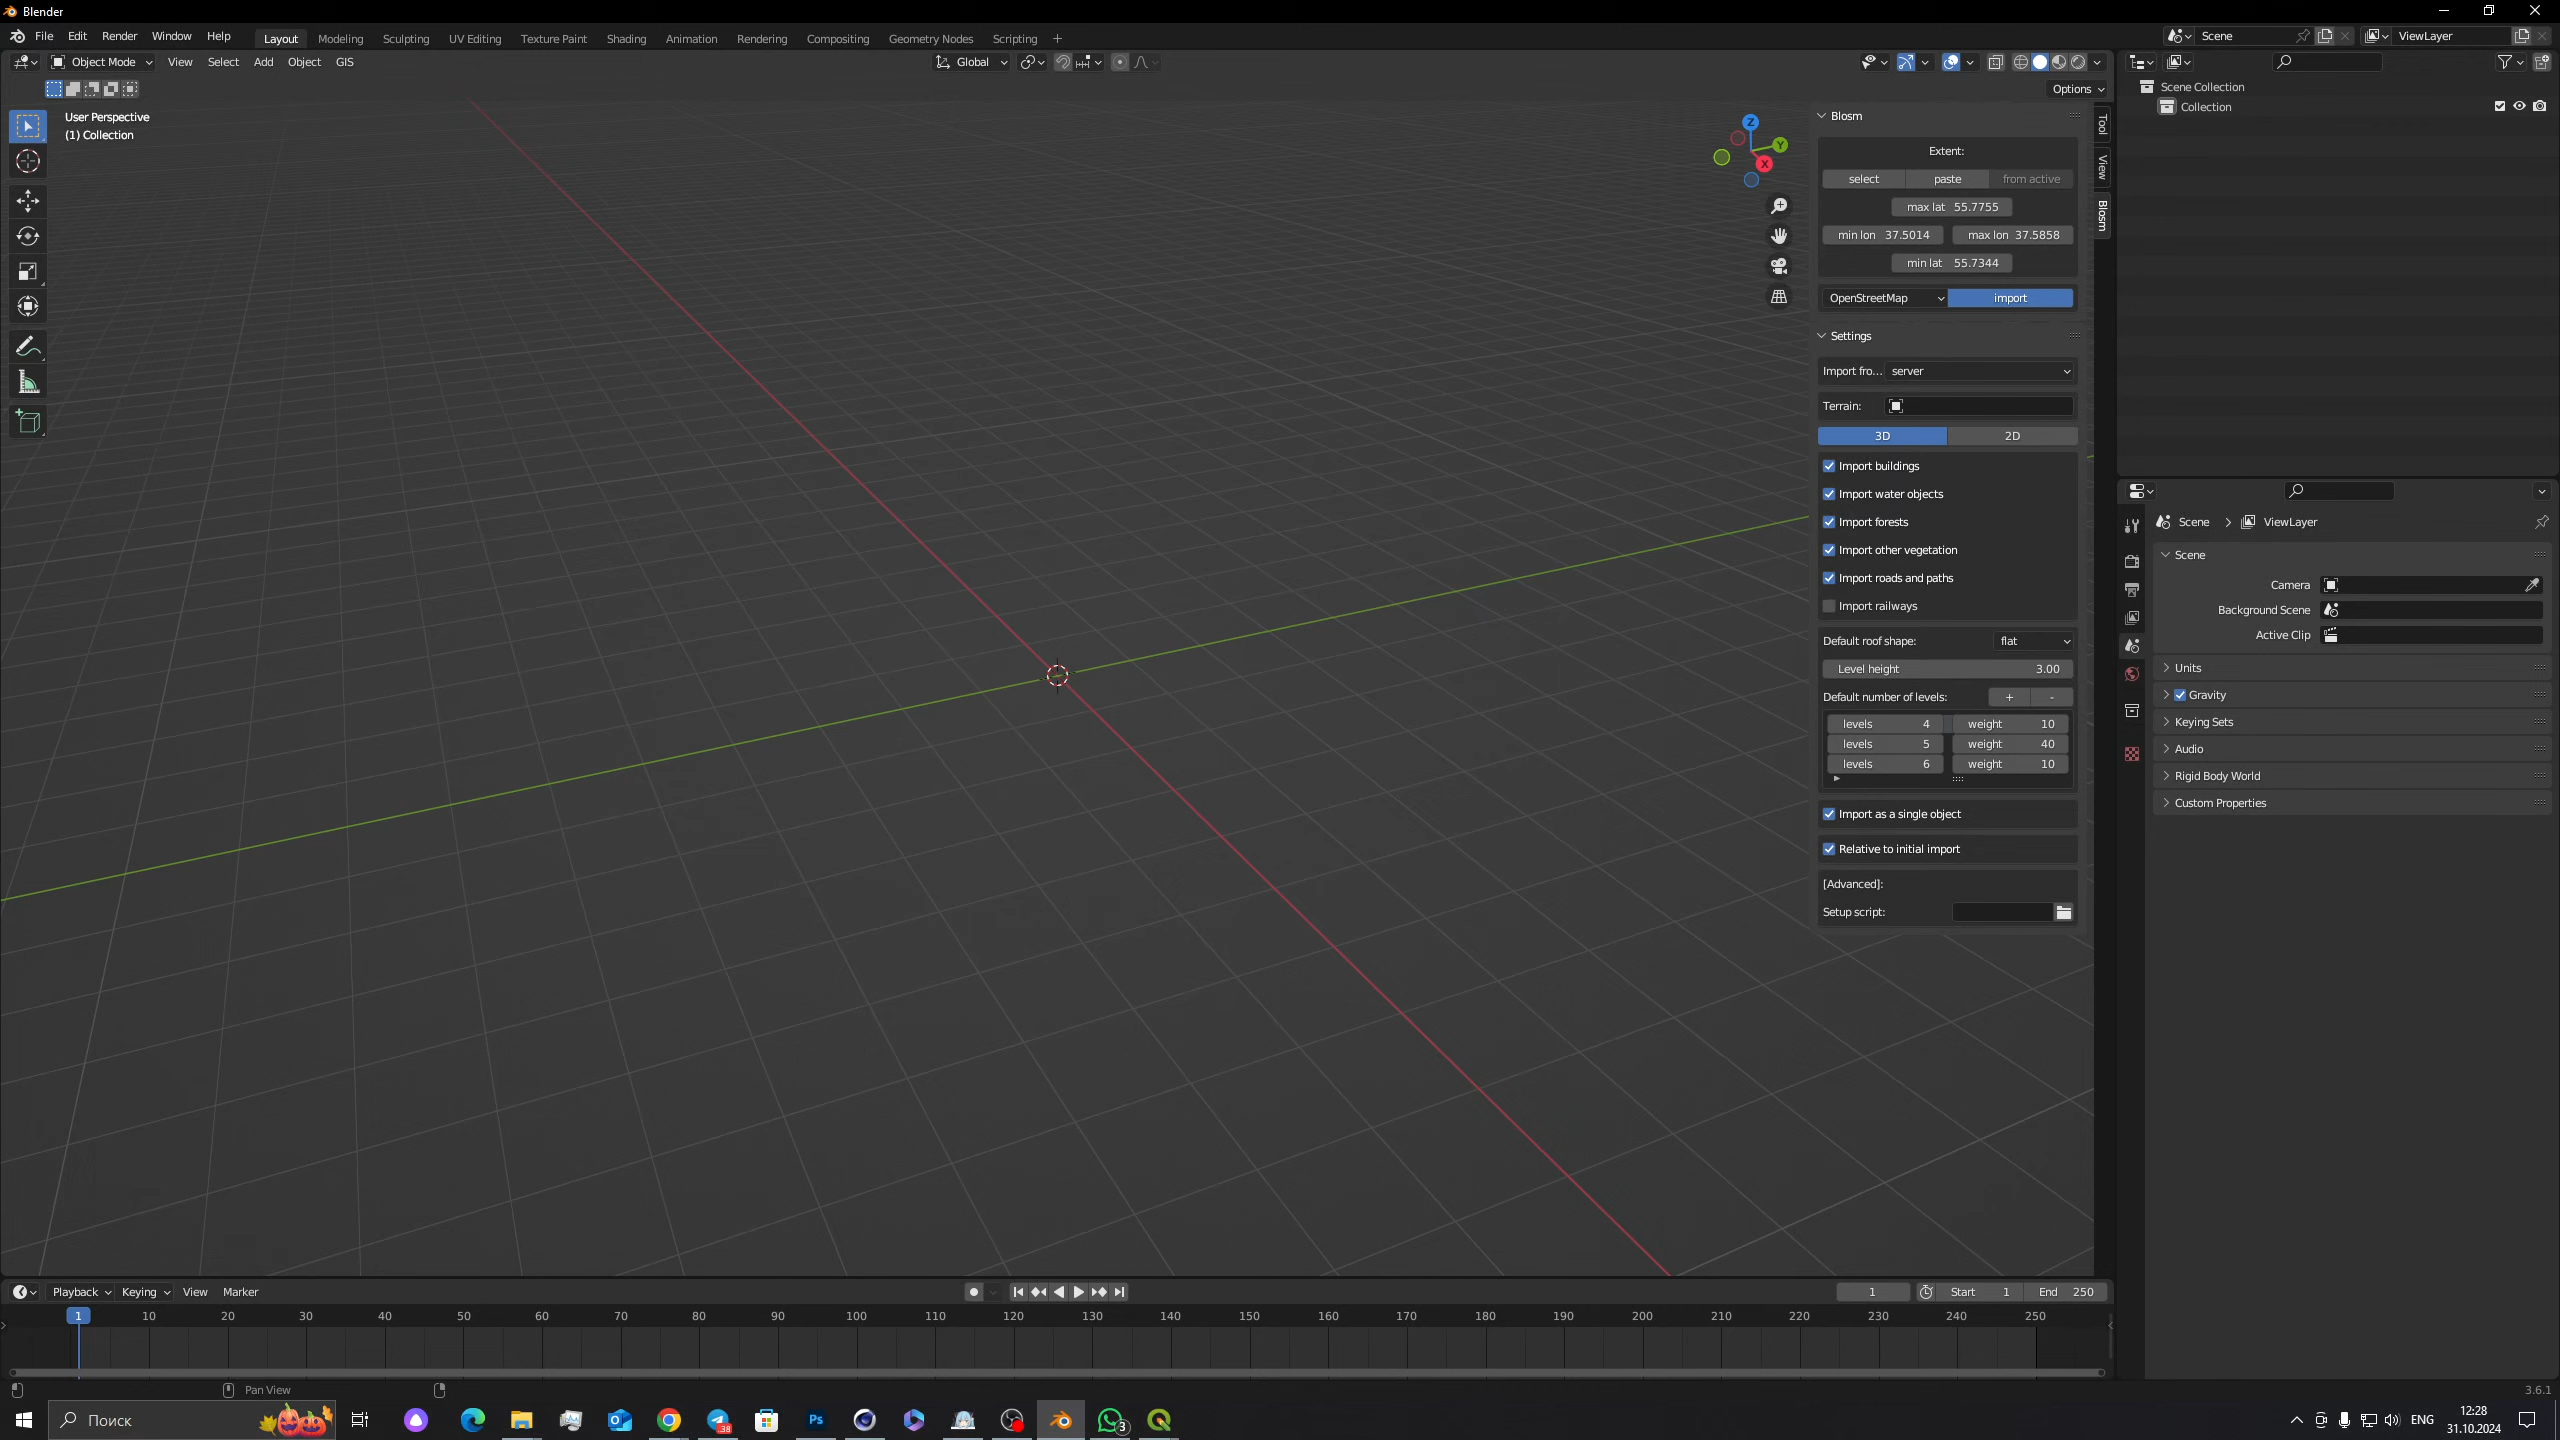 Blender
File Edit Render Window Help Layout Modeling Sculpting UV Editing Texture Paint Shading Animation Rendering Compositing Geometry Nodes Scripting + Scene ViewLayer
Object Mode View Select Add Object GIS Global
Options
User Perspective
(1) Collection
Z
Y
X
Blosm
Extent:
select paste from active
max lat 55.7755
min lon 37.5014 max lon 37.5858
min lat 55.7344
OpenStreetMap import
Settings
Import fro... server
Terrain:
3D 2D
Import buildings
Import water objects
Import forests
Import other vegetation
Import roads and paths
Import railways
Default roof shape: flat
Level height 3.00
Default number of levels: + -
levels 4 weight 10
levels 5 weight 40
levels 6 weight 10
Import as a single object
Relative to initial import
[Advanced]:
Setup script:
Tool
View
Blosm
Scene Collection
Collection
Scene > ViewLayer
Scene
Camera
Background Scene
Active Clip
Units
Gravity
Keying Sets
Audio
Rigid Body World
Custom Properties
Playback Keying View Marker 1 Start 1 End 250
1 10 20 30 40 50 60 70 80 90 100 110 120 130 140 150 160 170 180 190 200 210 220 230 240 250
Pan View 3.6.1
Поиск 38 Ps 3 ENG 12:28
31.10.2024